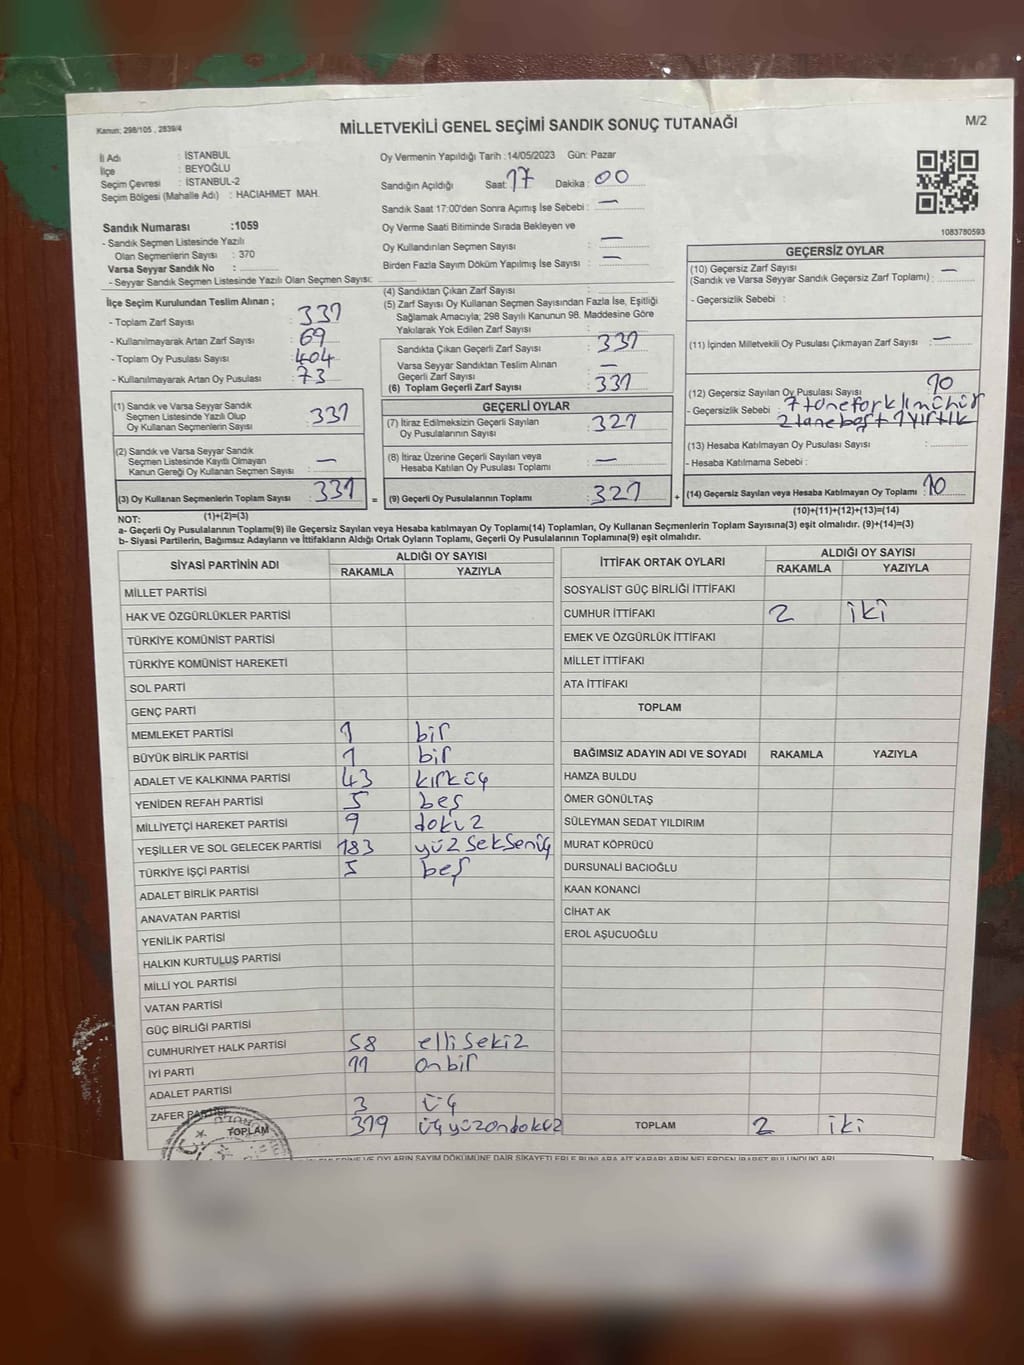 Kanun; 298/105 , 2839/4
MİLLETVEKİLİ GENEL SEÇİMİ SANDIK SONUÇ TUTANAĞI
M/2
İl Adı : İSTANBUL
İlçe : BEYOĞLU
Seçim Çevresi : İSTANBUL-2
Seçim Bölgesi (Mahalle Adı) : HACIAHMET MAH.
Oy Vermenin Yapıldığı Tarih : 14/05/2023 Gün: Pazar
Sandığın Açıldığı Saat: 17 Dakika : 00
Sandık Saat 17:00'den Sonra Açımış İse Sebebi : —
Oy Verme Saati Bitiminde Sırada Bekleyen ve
Oy Kullandırılan Seçmen Sayısı : —
Birden Fazla Sayım Döküm Yapılmış İse Sayısı : —
1083780593
Sandık Numarası :1059
- Sandık Seçmen Listesinde Yazılı
Olan Seçmenlerin Sayısı : 370
Varsa Seyyar Sandık No :
- Seyyar Sandık Seçmen Listesinde Yazılı Olan Seçmen Sayısı:
İlçe Seçim Kurulundan Teslim Alınan ;
- Toplam Zarf Sayısı : 331
- Kullanılmayarak Artan Zarf Sayısı : 69
- Toplam Oy Pusulası Sayısı : 404
- Kullanılmayarak Artan Oy Pusulası : 73
(1) Sandık ve Varsa Seyyar Sandık
Seçmen Listesinde Yazılı Olup
Oy Kullanan Seçmenlerin Sayısı : 331
(2) Sandık ve Varsa Seyyar Sandık
Seçmen Listesinde Kayıtlı Olmayan
Kanun Gereği Oy Kullanan Seçmen Sayısı : —
(3) Oy Kullanan Seçmenlerin Toplam Sayısı : 331
(1)+(2)=(3)
(4) Sandıktan Çıkan Zarf Sayısı :
(5) Zarf Sayısı Oy Kullanan Seçmen Sayısından Fazla İse, Eşitliği
Sağlamak Amacıyla; 298 Sayılı Kanunun 98. Maddesine Göre
Yakılarak Yok Edilen Zarf Sayısı :
Sandıkta Çıkan Geçerli Zarf Sayısı : 331
Varsa Seyyar Sandıktan Teslim Alınan
Geçerli Zarf Sayısı : —
(6) Toplam Geçerli Zarf Sayısı : 331
GEÇERLİ OYLAR
(7) İtiraz Edilmeksizin Geçerli Sayılan
Oy Pusulalarının Sayısı : 321
(8) İtiraz Üzerine Geçerli Sayılan veya
Hesaba Katılan Oy Pusulası Toplamı : —
= (9) Geçerli Oy Pusulalarının Toplamı : 321 +
GEÇERSİZ OYLAR
(10) Geçersiz Zarf Sayısı
(Sandık ve Varsa Seyyar Sandık Geçersiz Zarf Toplamı) : —
- Geçersizlik Sebebi :
(11) İçinden Milletvekili Oy Pusulası Çıkmayan Zarf Sayısı : —
(12) Geçersiz Sayılan Oy Pusulası Sayısı 10
- Geçersizlik Sebebi : 7 tane farklı mühür
2 tane boş + 1 yırtık
(13) Hesaba Katılmayan Oy Pusulası Sayısı :
- Hesaba Katılmama Sebebi :
(14) Geçersiz Sayılan veya Hesaba Katılmayan Oy Toplamı : 10
(10)+(11)+(12)+(13)=(14)
NOT:
a- Geçerli Oy Pusulalarının Toplamı(9) ile Geçersiz Sayılan veya Hesaba katılmayan Oy Toplamı(14) Toplamları, Oy Kullanan Seçmenlerin Toplam Sayısına(3) eşit olmalıdır. (9)+(14)=(3)
b- Siyasi Partilerin, Bağımsız Adayların ve İttifakların Aldığı Ortak Oyların Toplamı, Geçerli Oy Pusulalarının Toplamına(9) eşit olmalıdır.
SİYASİ PARTİNİN ADI
ALDIĞI OY SAYISI
RAKAMLA YAZIYLA
MİLLET PARTİSİ
HAK VE ÖZGÜRLÜKLER PARTİSİ
TÜRKİYE KOMÜNİST PARTİSİ
TÜRKİYE KOMÜNİST HAREKETİ
SOL PARTİ
GENÇ PARTİ
MEMLEKET PARTİSİ 1 bir
BÜYÜK BİRLİK PARTİSİ 1 bir
ADALET VE KALKINMA PARTİSİ 43 kırküç
YENİDEN REFAH PARTİSİ 5 beş
MİLLİYETÇİ HAREKET PARTİSİ 9 dokuz
YEŞİLLER VE SOL GELECEK PARTİSİ 183 yüzseksenüç
TÜRKİYE İŞÇİ PARTİSİ 5 beş
ADALET BİRLİK PARTİSİ
ANAVATAN PARTİSİ
YENİLİK PARTİSİ
HALKIN KURTULUŞ PARTİSİ
MİLLİ YOL PARTİSİ
VATAN PARTİSİ
GÜÇ BİRLİĞİ PARTİSİ
CUMHURİYET HALK PARTİSİ 58 ellisekiz
İYİ PARTİ 11 onbir
ADALET PARTİSİ
ZAFER PARTİSİ 3 üç
TOPLAM 319 üçyüzondokuz
İTTİFAK ORTAK OYLARI
ALDIĞI OY SAYISI
RAKAMLA YAZIYLA
SOSYALİST GÜÇ BİRLİĞİ İTTİFAKI
CUMHUR İTTİFAKI 2 iki
EMEK VE ÖZGÜRLÜK İTTİFAKI
MİLLET İTTİFAKI
ATA İTTİFAKI
TOPLAM
BAĞIMSIZ ADAYIN ADI VE SOYADI RAKAMLA YAZIYLA
HAMZA BULDU
ÖMER GÖNÜLTAŞ
SÜLEYMAN SEDAT YILDIRIM
MURAT KÖPRÜCÜ
DURSUNALİ BACIOĞLU
KAAN KONANCİ
CİHAT AK
EROL AŞUCUOĞLU
TOPLAM 2 iki